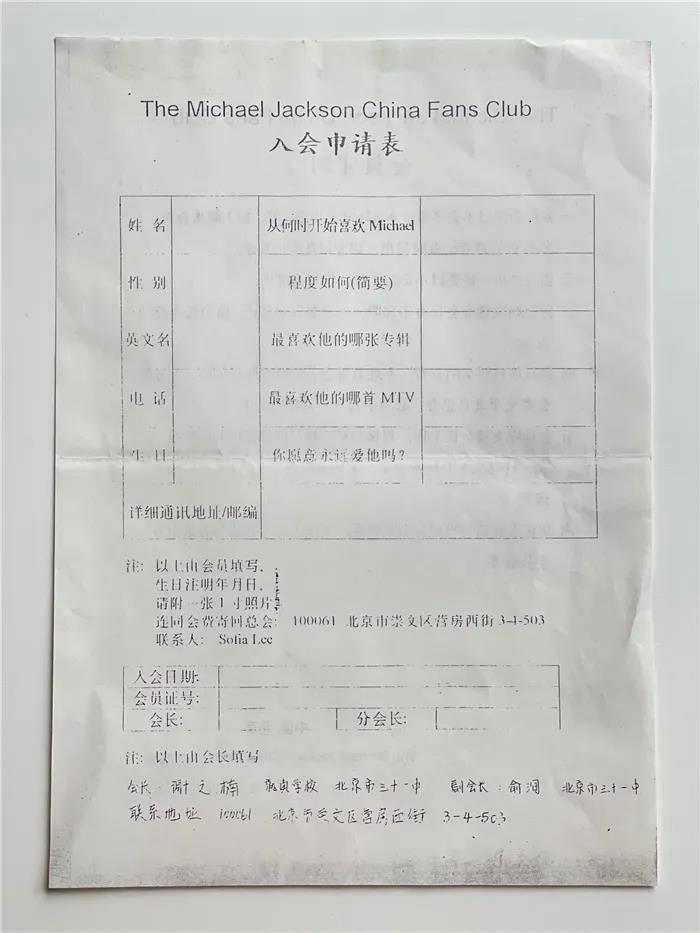 The Michael Jackson China Fans Club
入会申请表
姓 名 从何时开始喜欢 Michael
性 别 程度如何(简要)
英文名 最喜欢他的哪张专辑
电 话 最喜欢他的哪首 MTV
生 日 你愿意永远爱他吗?
详细通讯地址/邮编
注: 以上由会员填写,
生日注明年月日,
请附一张 1 寸照片
连同会费寄回总会: 100061 北京市崇文区营房西街 3-4-503
联系人: Sofia Lee
入会日期:
会员证号:
会长: 分会长:
注: 以上由会长填写
会长: 谢之楠 学校 北京市三十一中 副会长: 俞 北京市三十一中
联系地址 100061 北京市崇文区营房西街 3-4-503